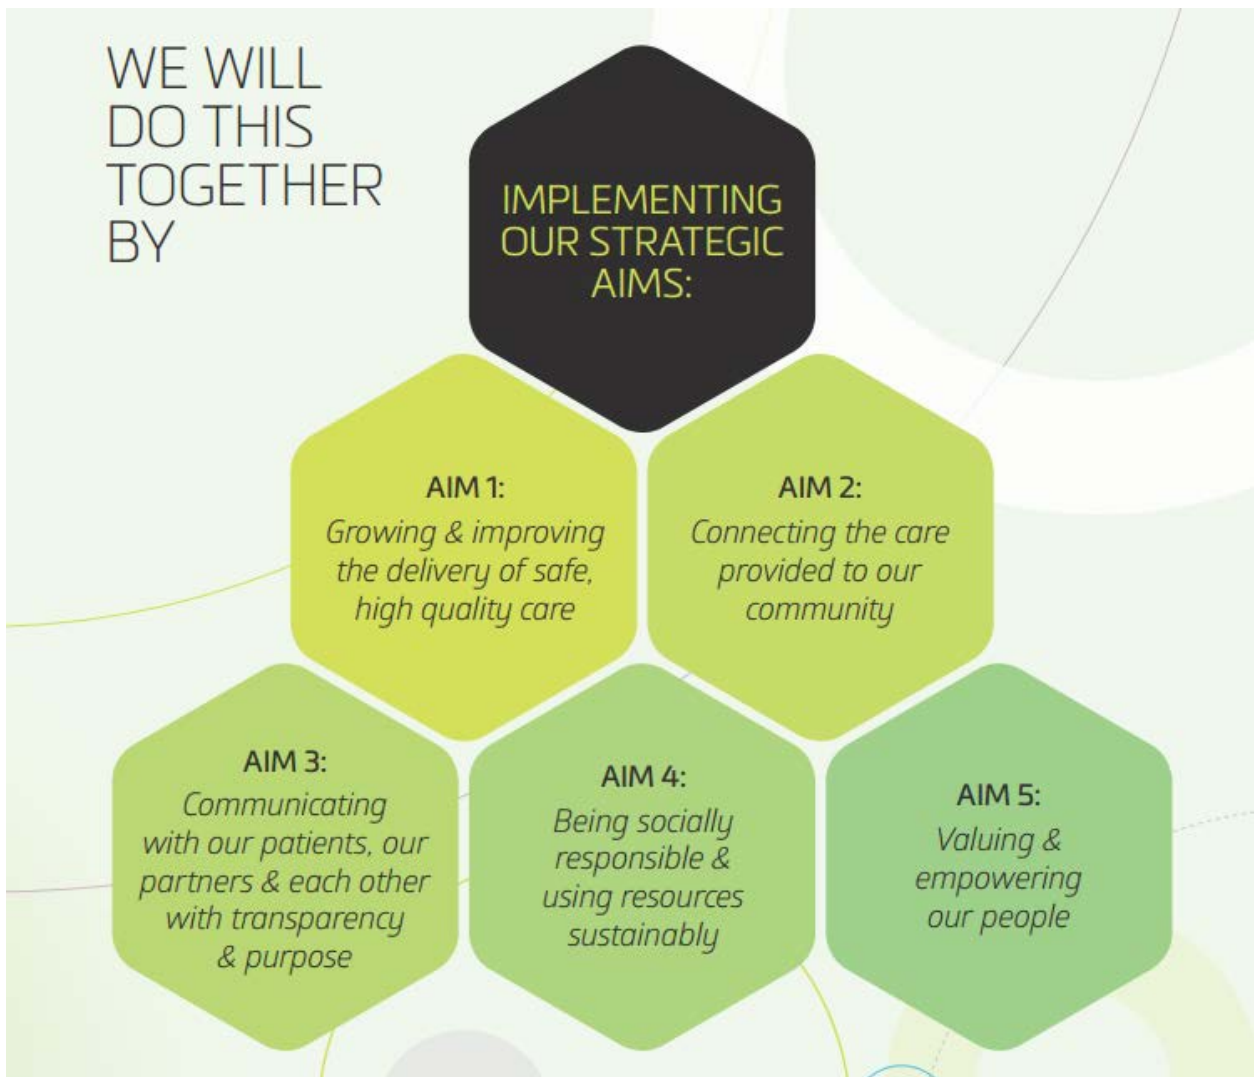 WE WILL
DO THIS
TOGETHER
BY
IMPLEMENTING
OUR STRATEGIC
AIMS:
AIM 1:
Growing & improving
the delivery of safe,
high quality care
AIM 2:
Connecting the care
provided to our
community
AIM 3:
Communicating
with our patients, our
partners & each other
with transparency
& purpose
AIM 4:
Being socially
responsible &
using resources
sustainably
AIM 5:
Valuing &
empowering
our people